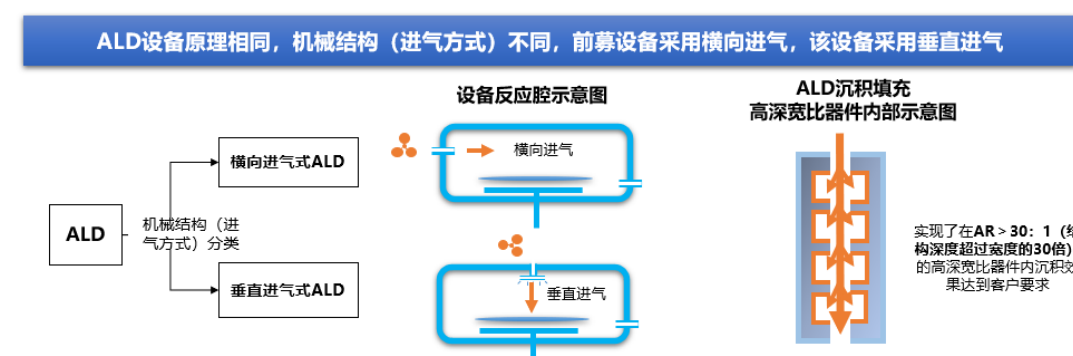 ALD设备原理相同，机械结构（进气方式）不同，前募设备采用横向进气，该设备采用垂直进气
设备反应腔示意图
ALD沉积填充
高深宽比器件内部示意图
横向进气式ALD
横向进气
ALD
机械结构（进
气方式）分类
垂直进气式ALD
垂直进气
实现了在AR＞30：1（结
构深度超过宽度的30倍）
的高深宽比器件内沉积效
果达到客户要求